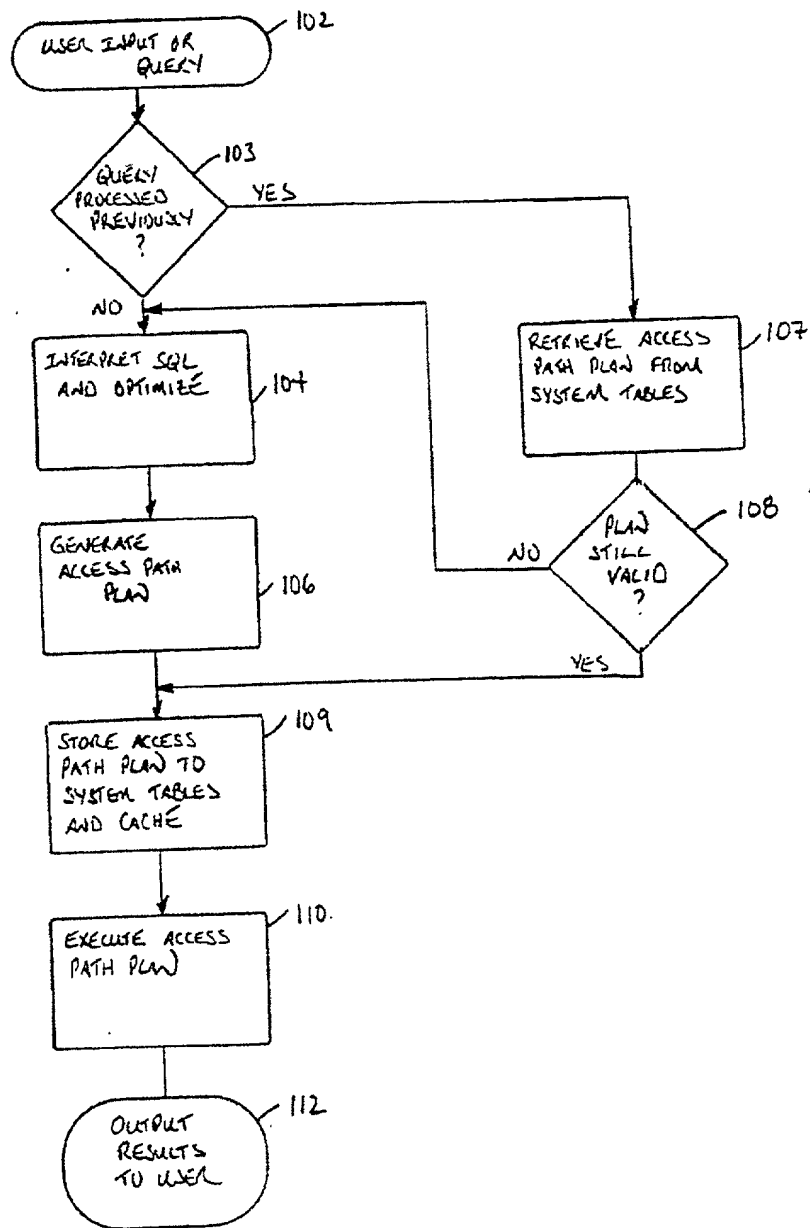 102
USER INPUT OR
QUERY
103
QUERY
PROCESSED
PREVIOUSLY
?
YES
NO
INTERPRET SQL
AND OPTIMIZE
104
RETRIEVE ACCESS
PATH PLAN FROM
SYSTEM TABLES
107
GENERATE
ACCESS PATH
PLAN
106
PLAN
STILL
VALID
?
108
NO
YES
STORE ACCESS
PATH PLAN TO
SYSTEM TABLES
AND CACHÉ
109
EXECUTE ACCESS
PATH PLAN
110.
OUTPUT
RESULTS
TO USER
112